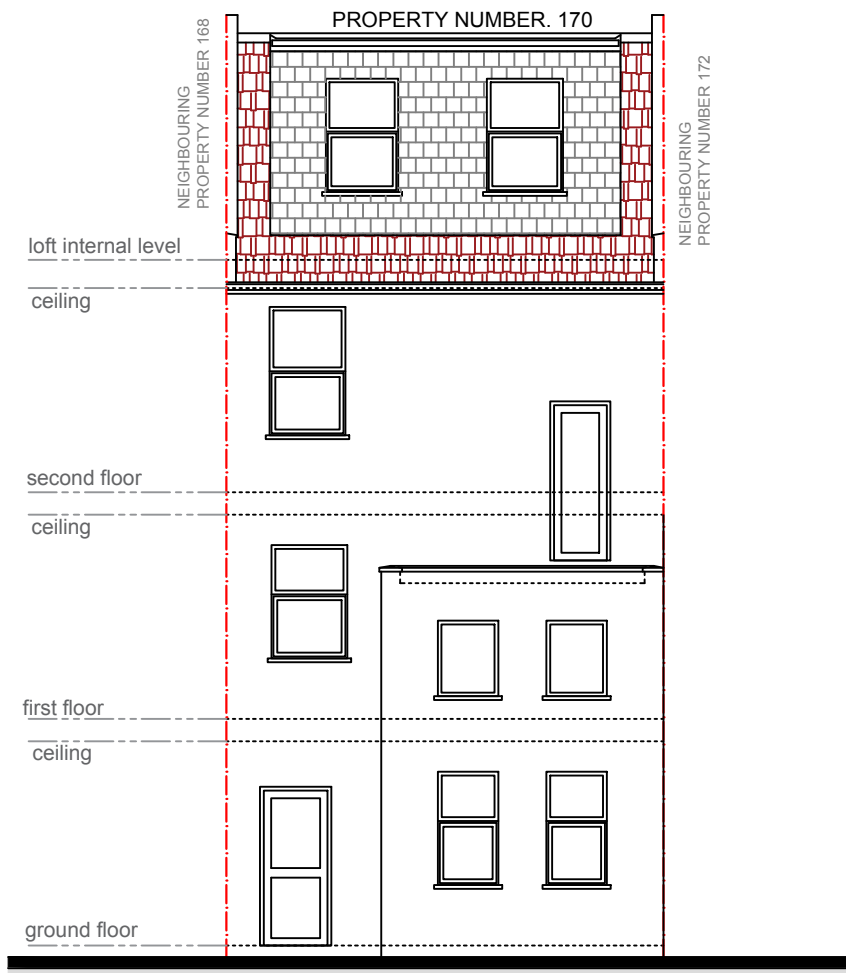 PROPERTY NUMBER. 170
NEIGHBOURING
PROPERTY NUMBER 168
NEIGHBOURING
PROPERTY NUMBER 172
loft internal level
ceiling
second floor
ceiling
first floor
ceiling
ground floor